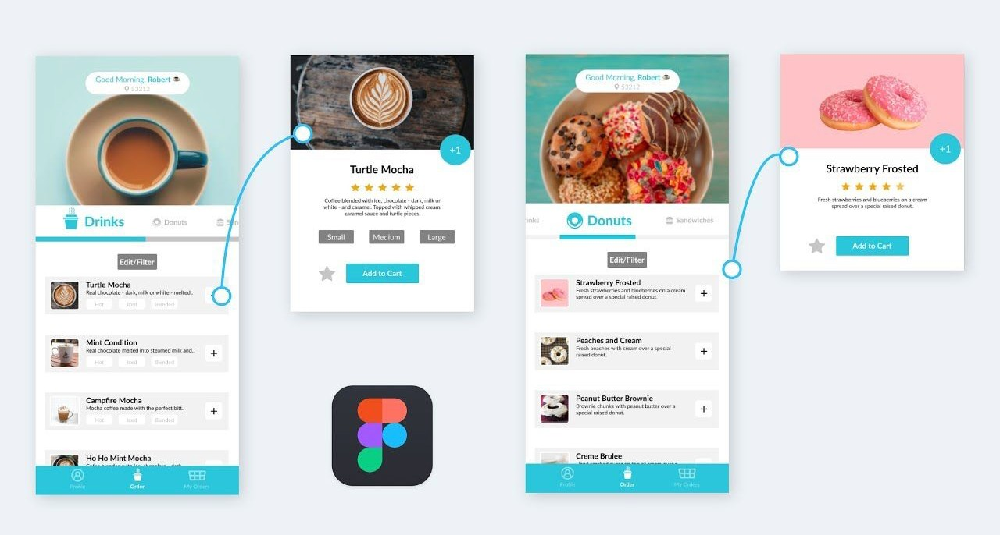 Good Morning, Robert
53212
Drinks
Donuts
San
Edit/Filter
Turtle Mocha
Real chocolate - dark, milk or white - melted..
Hot
Iced
Blended
Mint Condition
Real chocolate melted into steamed milk and..
Hot
Iced
Blended
Campfire Mocha
Mocha coffee made with the perfect bitt..
Hot
Iced
Blended
Ho Ho Mint Mocha
Coffee blended with ice, chocolate - dark,
Profile
Order
My Orders
+1
Turtle Mocha
Coffee blended with ice, chocolate - dark, milk or
white - and caramel. Topped with whipped cream,
caramel sauce and turtle pieces.
Small
Medium
Large
Add to Cart
Good Morning, Robert
53212
inks
Donuts
Sandwiches
Edit/Filter
Strawberry Frosted
Fresh strawberries and blueberries on a cream
spread over a special raised donut.
+
Peaches and Cream
Fresh peaches with cream over a special
raised donut.
+
Peanut Butter Brownie
Brownie chunks with peanut butter over a
special raised donut.
+
Creme Brulee
Profile
Order
My Orders
+1
Strawberry Frosted
Fresh strawberries and blueberries on a cream
spread over a special raised donut.
Add to Cart